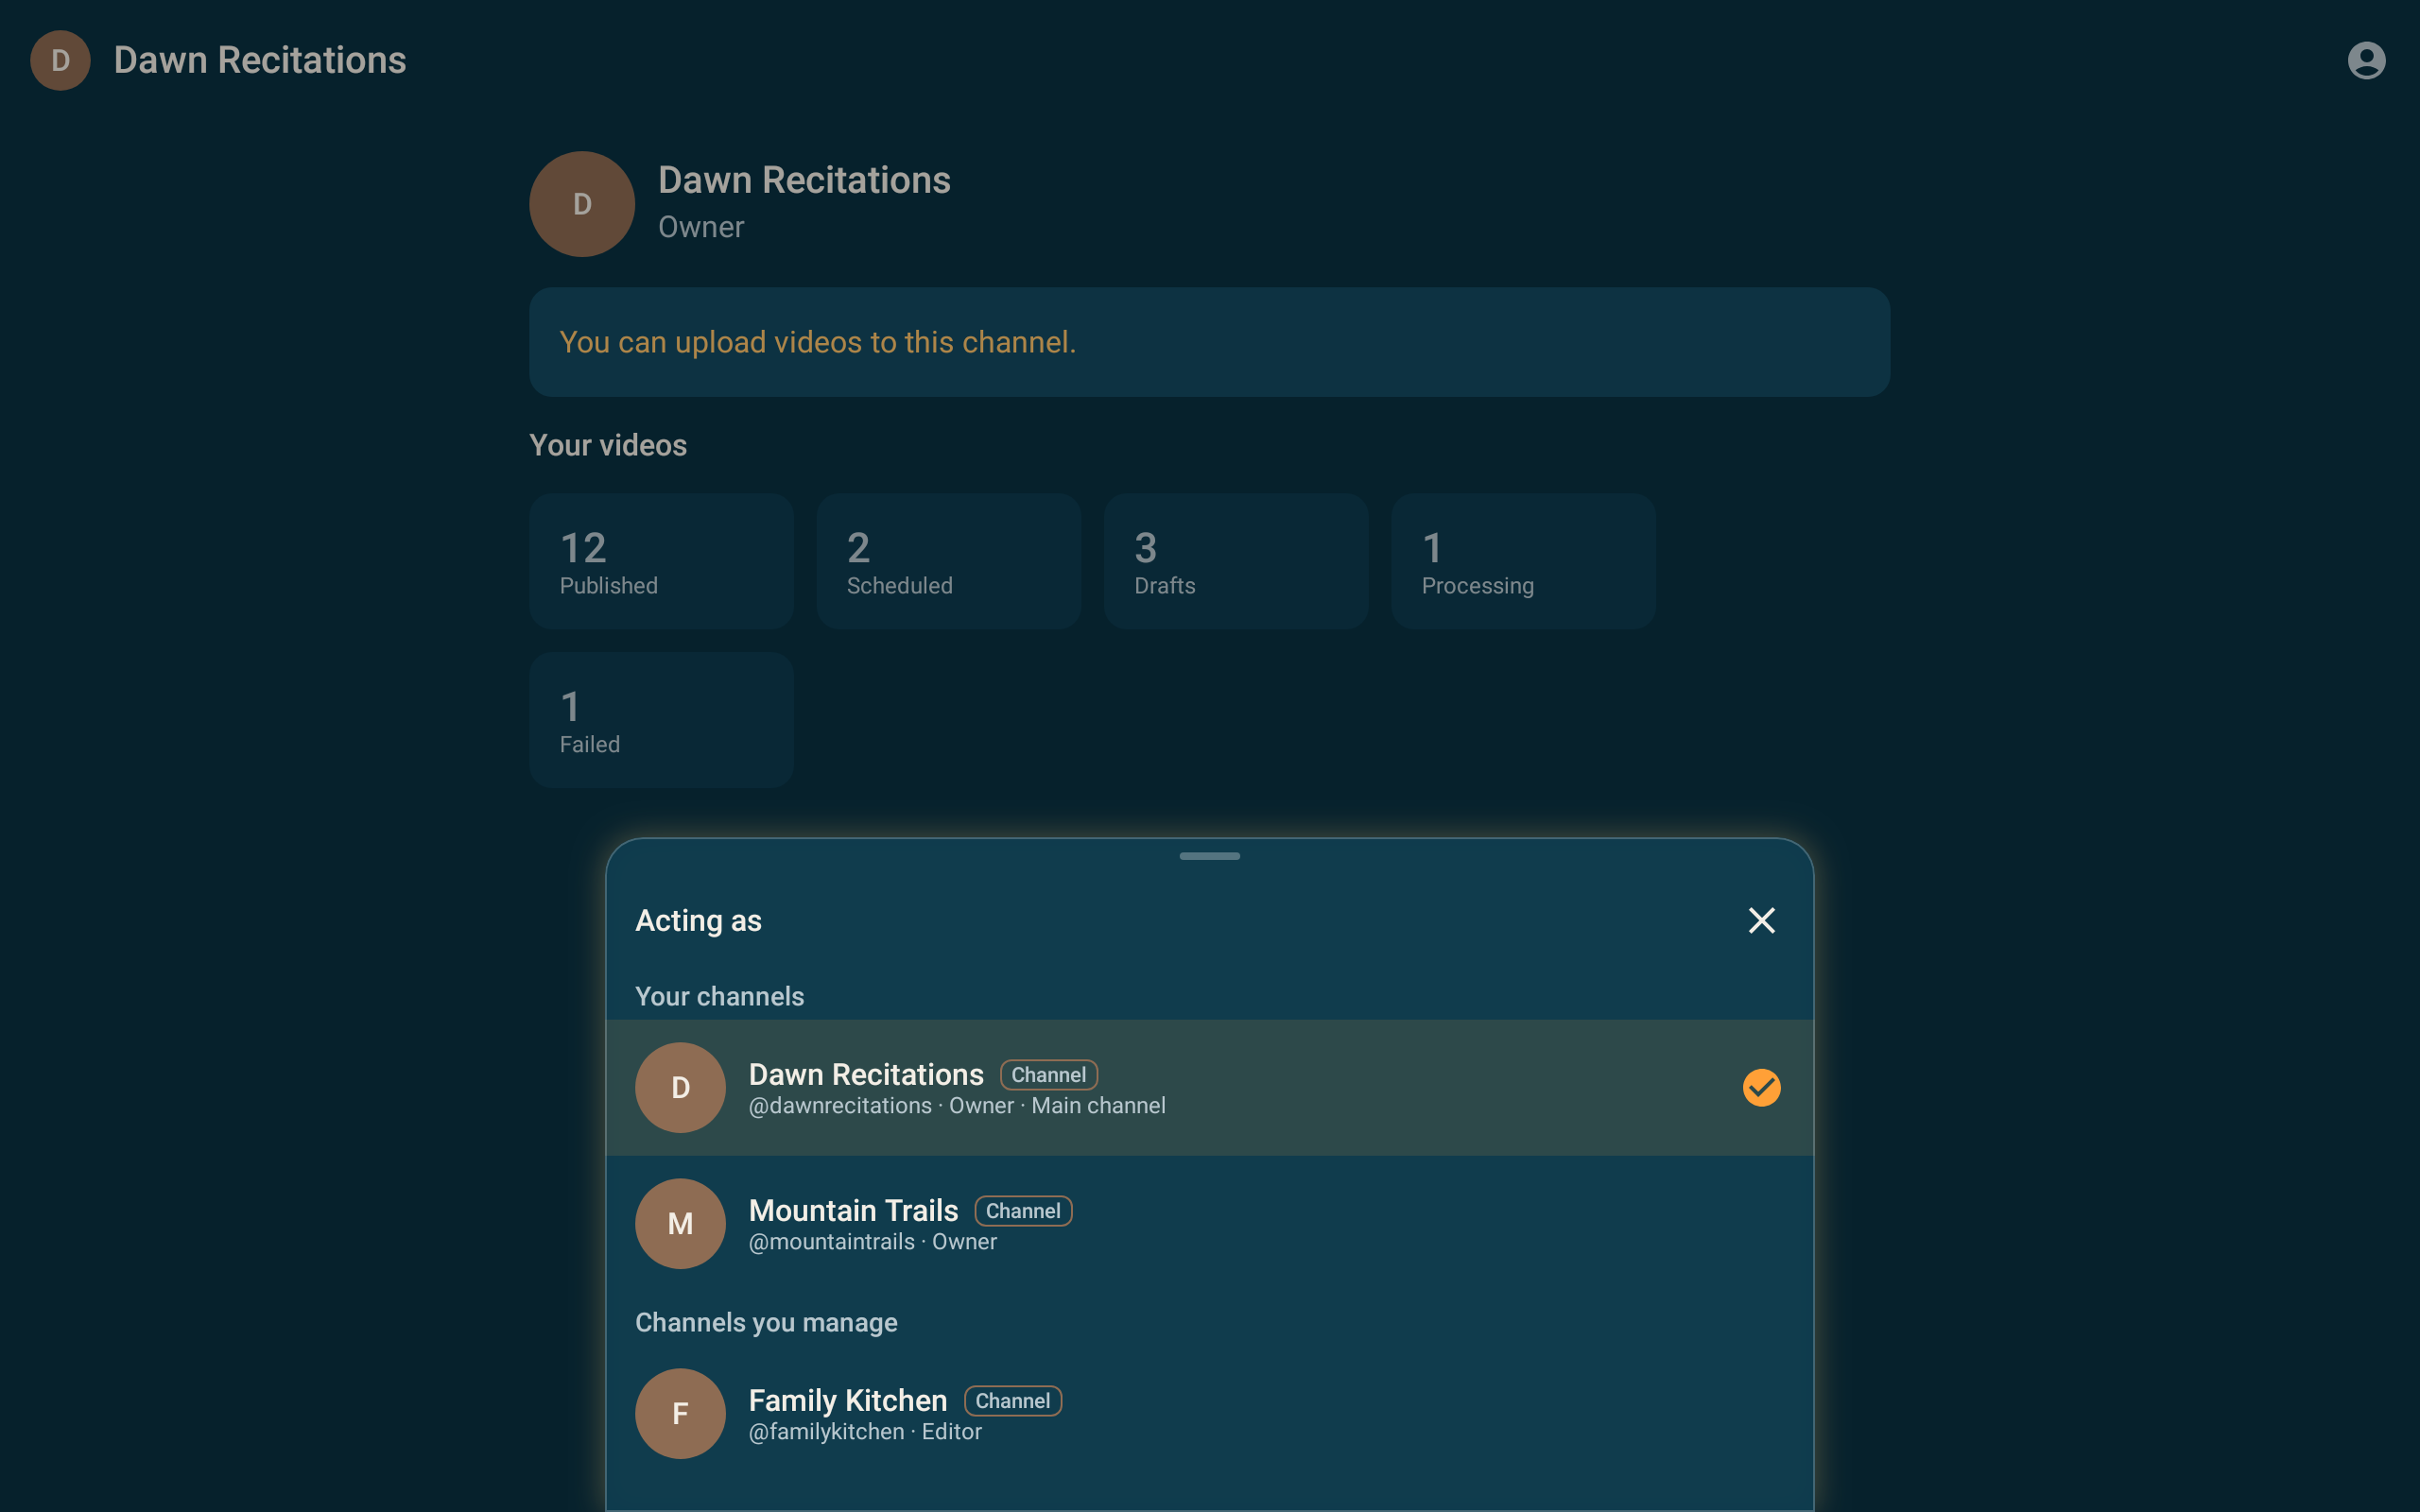 D Dawn Recitations
D
Dawn Recitations
Owner
You can upload videos to this channel.
Your videos
12
Published
2
Scheduled
3
Drafts
1
Processing
1
Failed
Acting as
Your channels
D
Dawn Recitations Channel
@dawnrecitations · Owner · Main channel
M
Mountain Trails Channel
@mountaintrails · Owner
Channels you manage
F
Family Kitchen Channel
@familykitchen · Editor